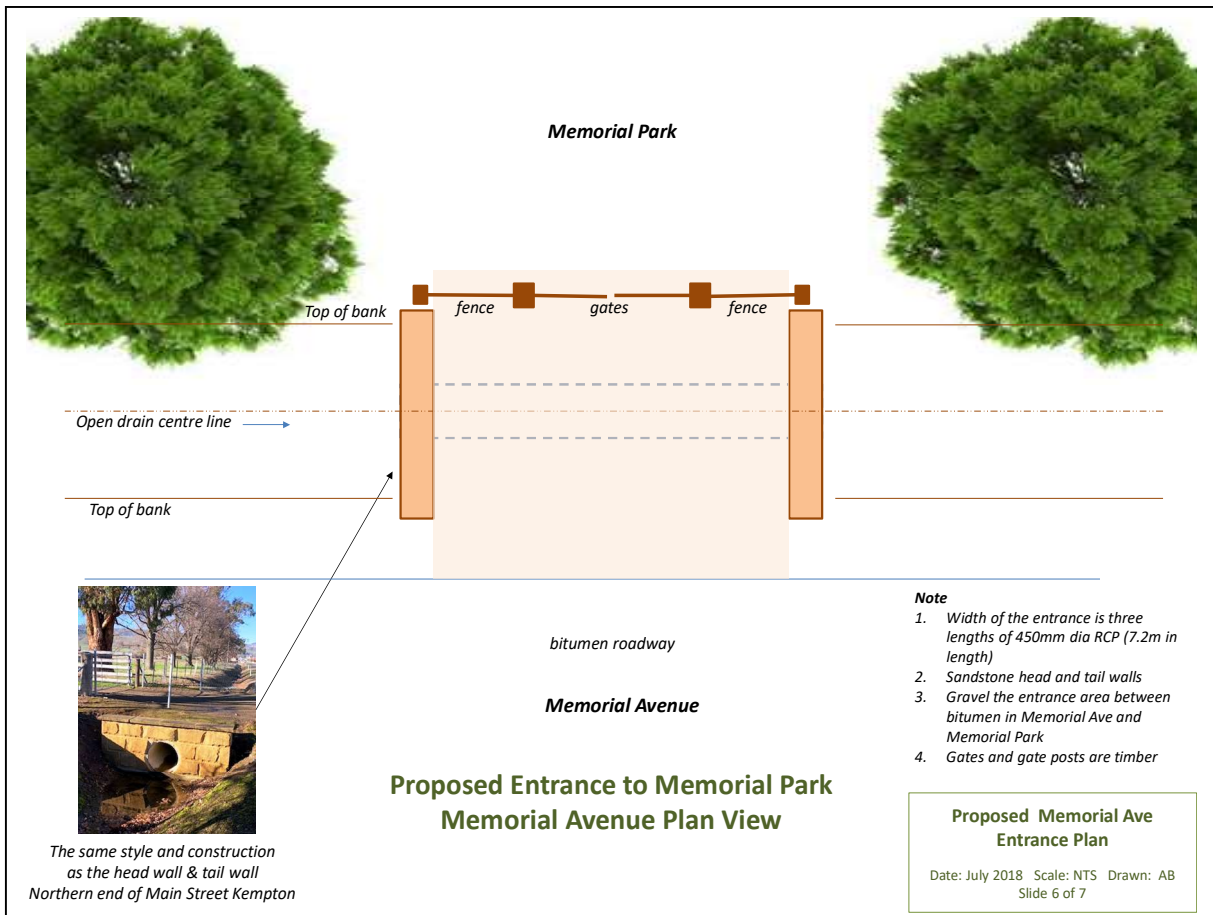 Memorial Park
Top of bank
fence
gates
fence
Open drain centre line
Top of bank
bitumen roadway
Memorial Avenue
Proposed Entrance to Memorial Park
Memorial Avenue Plan View
The same style and construction
as the head wall & tail wall
Northern end of Main Street Kempton
Note
1. Width of the entrance is three
lengths of 450mm dia RCP (7.2m in
length)
2. Sandstone head and tail walls
3. Gravel the entrance area between
bitumen in Memorial Ave and
Memorial Park
4. Gates and gate posts are timber
Proposed Memorial Ave
Entrance Plan
Date: July 2018 Scale: NTS Drawn: AB
Slide 6 of 7